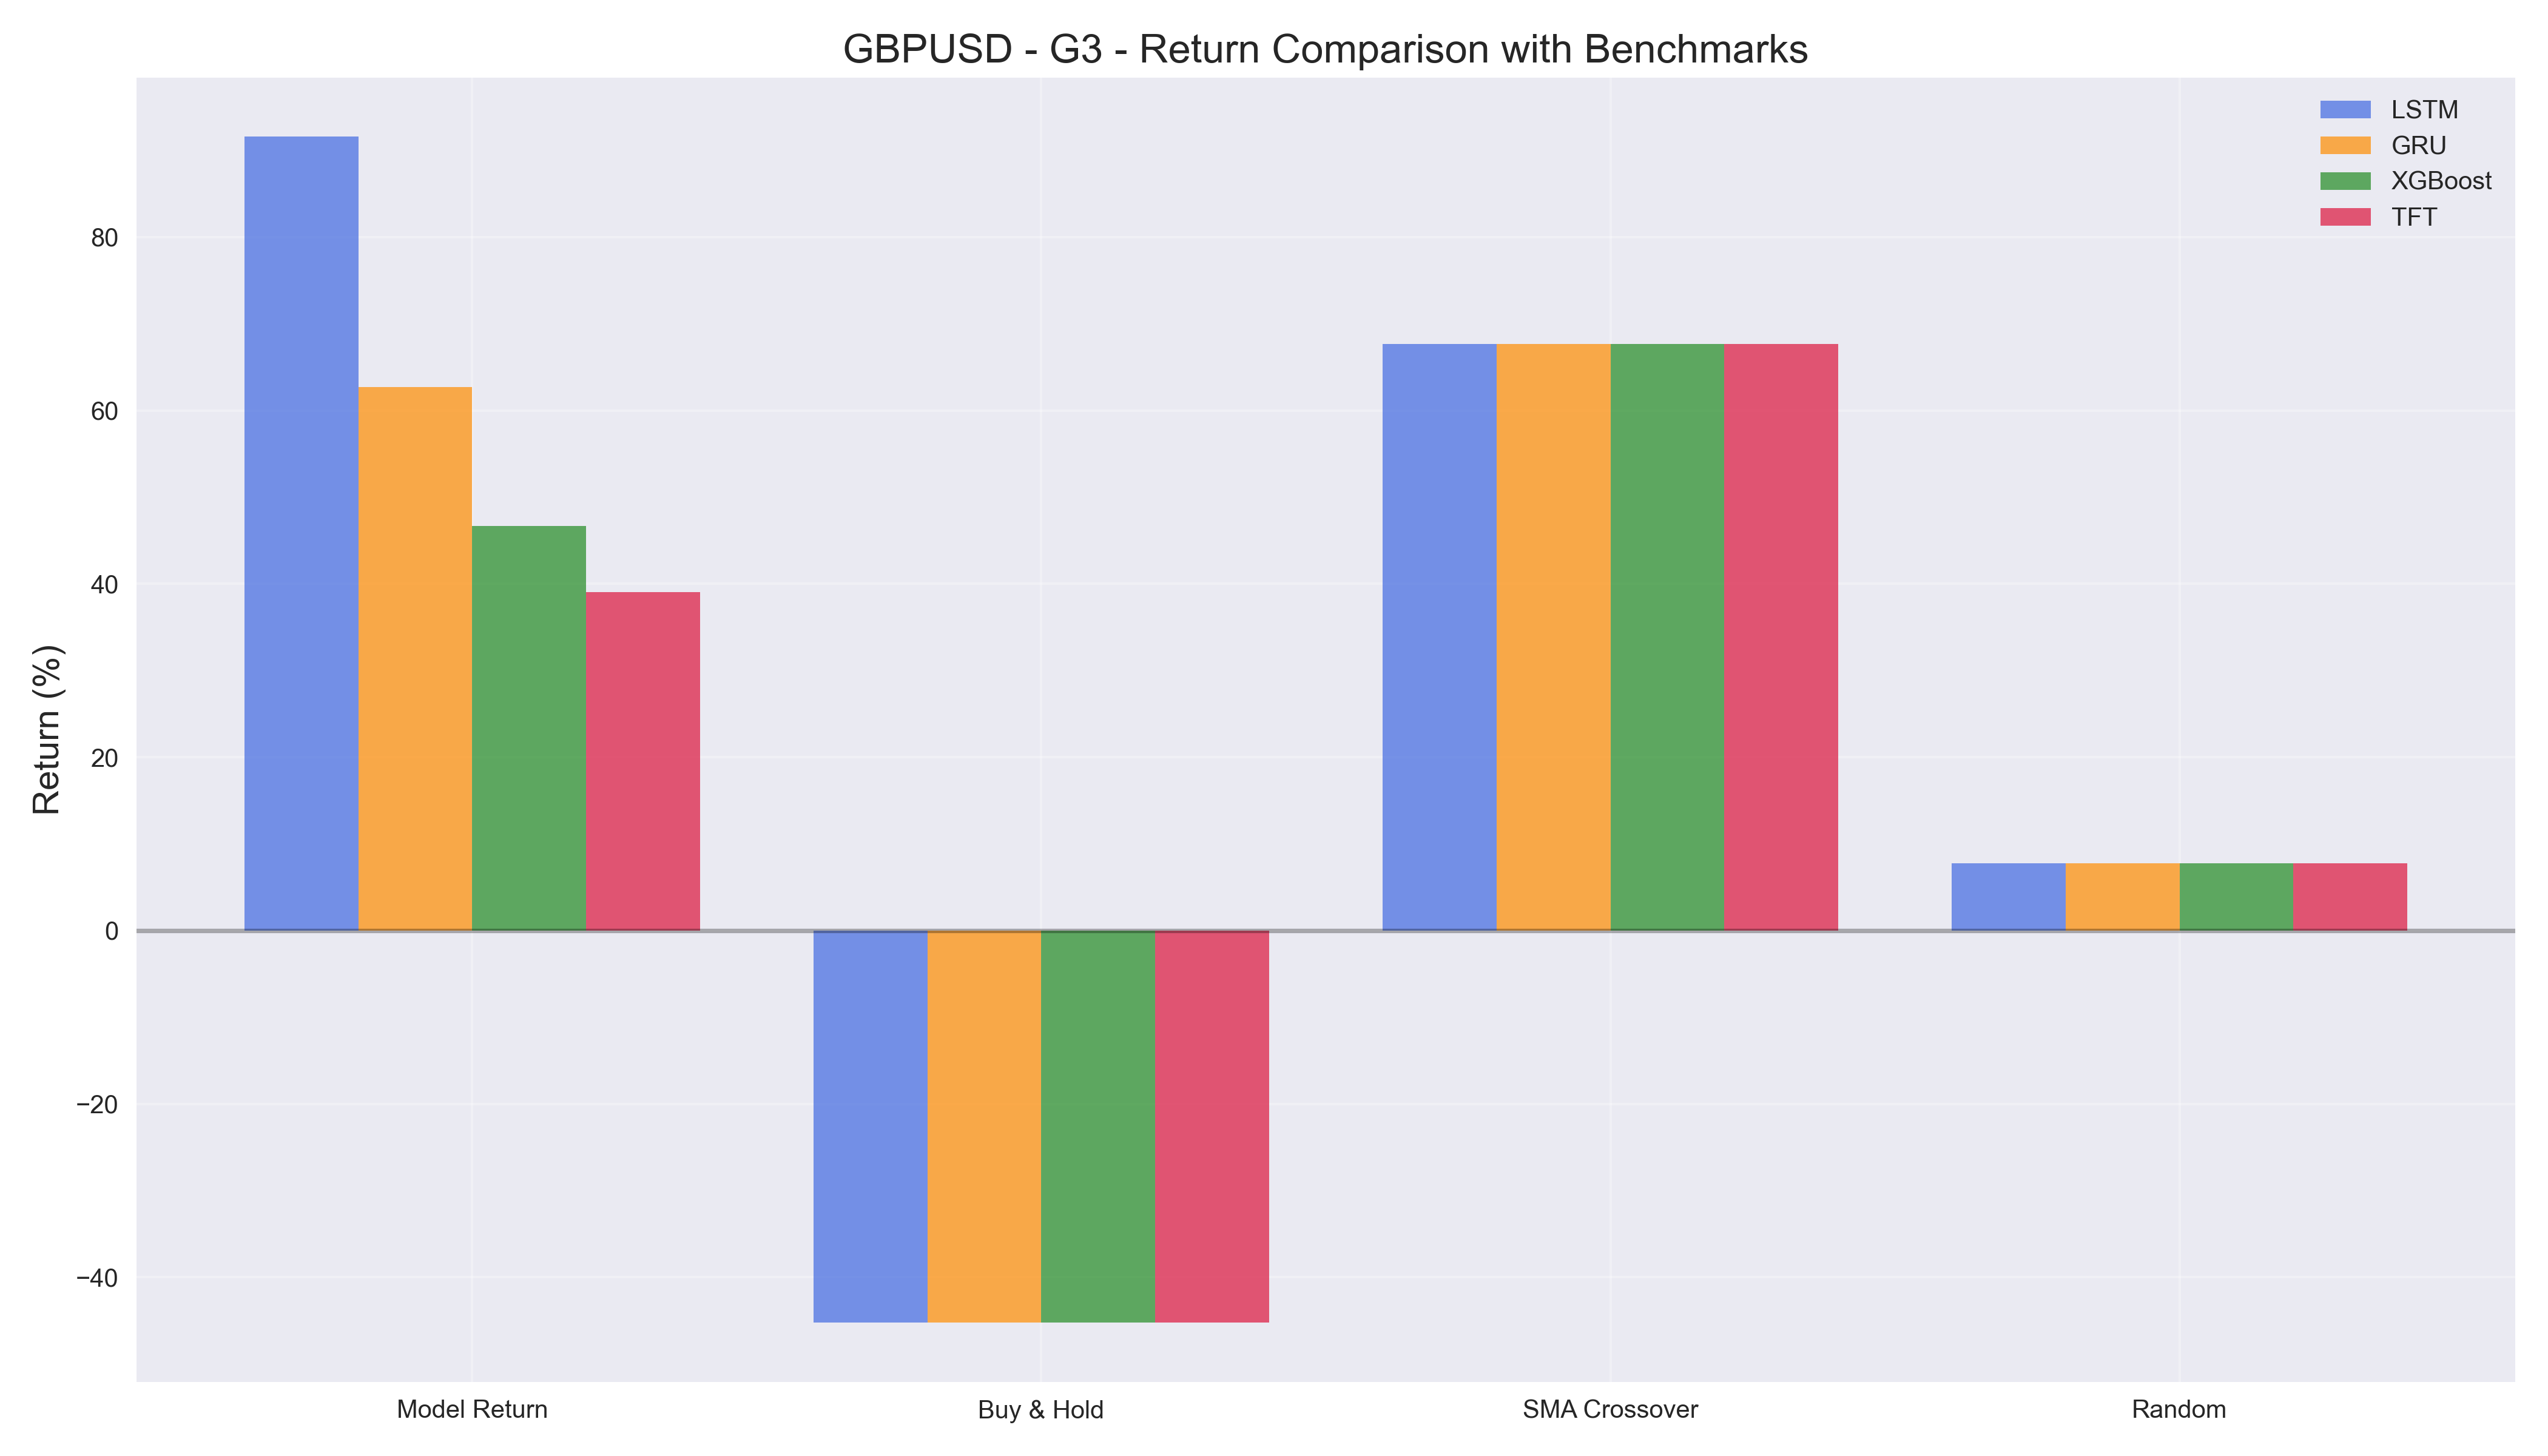 GBPUSD - G3 - Return Comparison with Benchmarks
LSTM
GRU
XGBoost
TFT
Return (%)
80
60
40
20
0
−20
−40
Model Return
Buy & Hold
SMA Crossover
Random